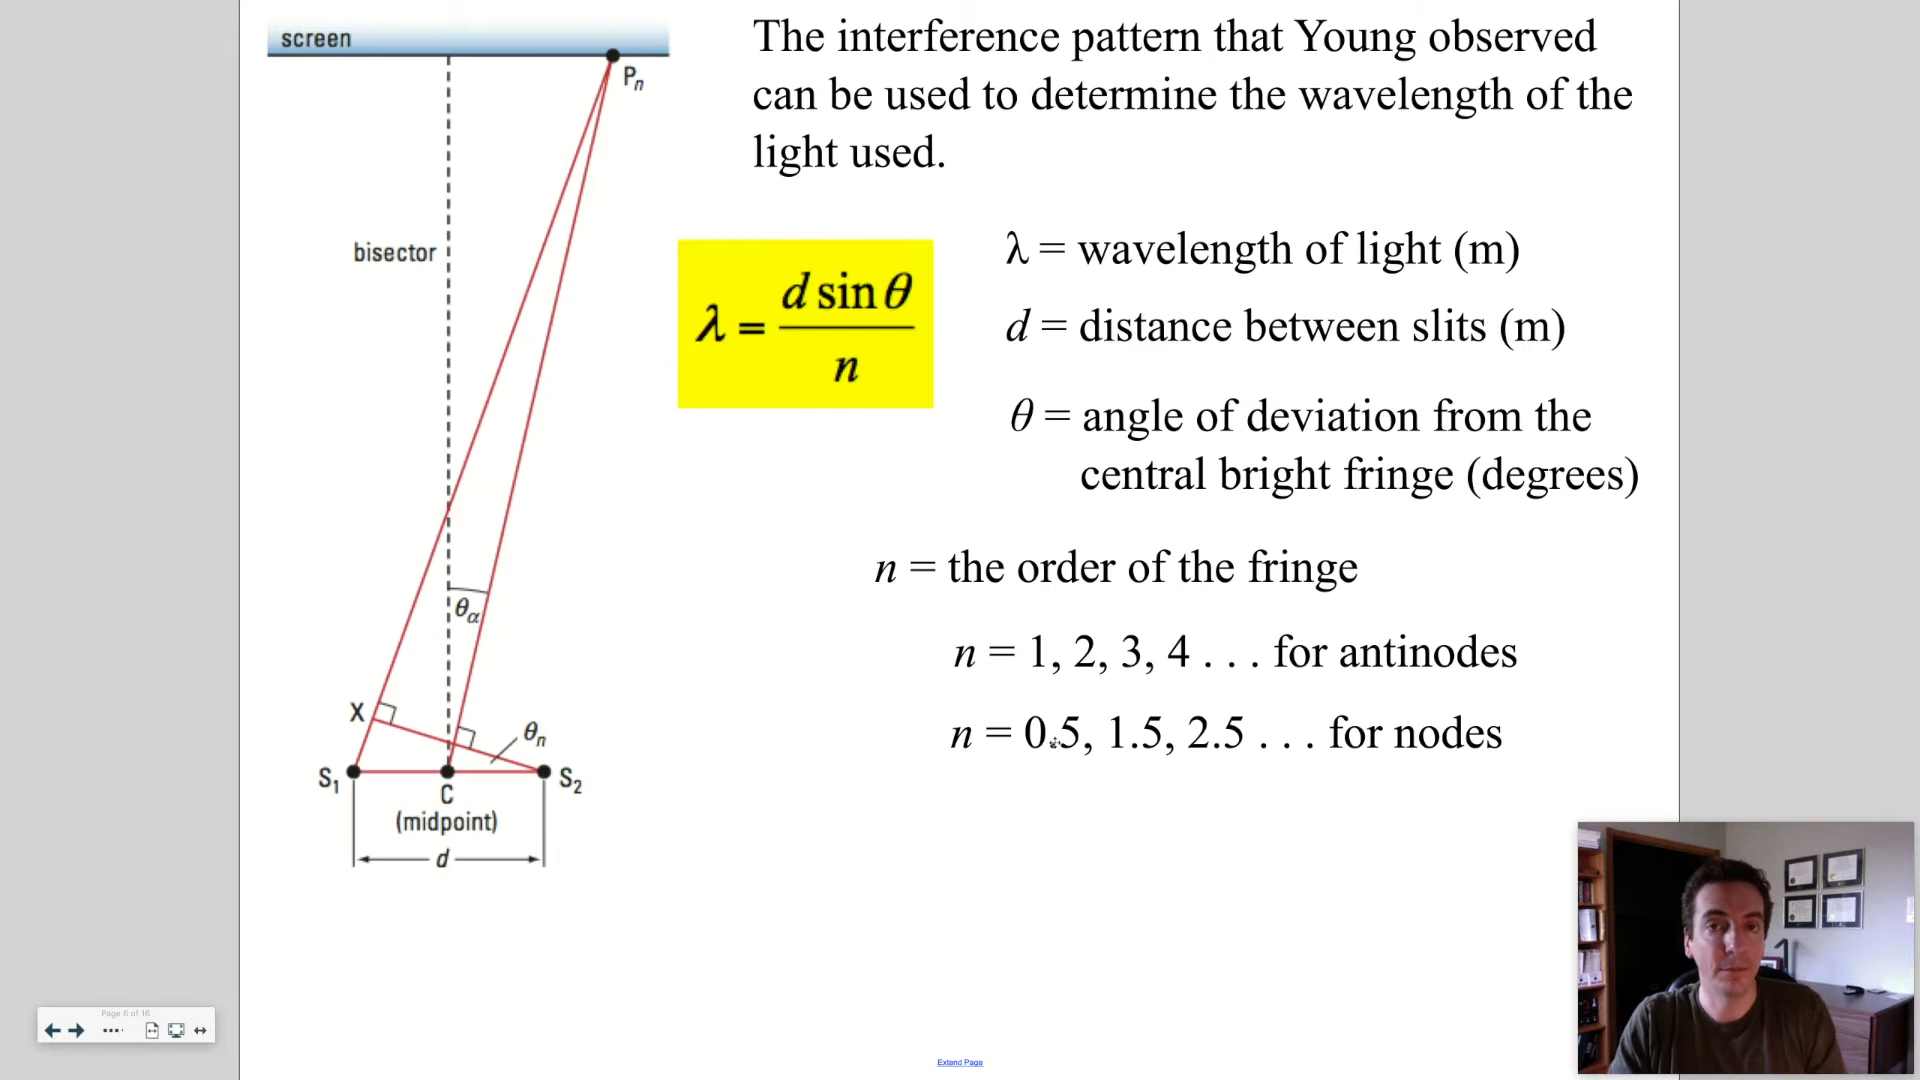 screen
Pn
bisector
θα
X
θn
S1
C
S2
(midpoint)
d
The interference pattern that Young observed
can be used to determine the wavelength of the
light used.
λ = d sin θ / n
λ = wavelength of light (m)
d = distance between slits (m)
θ = angle of deviation from the
central bright fringe (degrees)
n = the order of the fringe
n = 1, 2, 3, 4 . . . for antinodes
n = 0.5, 1.5, 2.5 . . . for nodes
Page 6 of 16
Extend Page